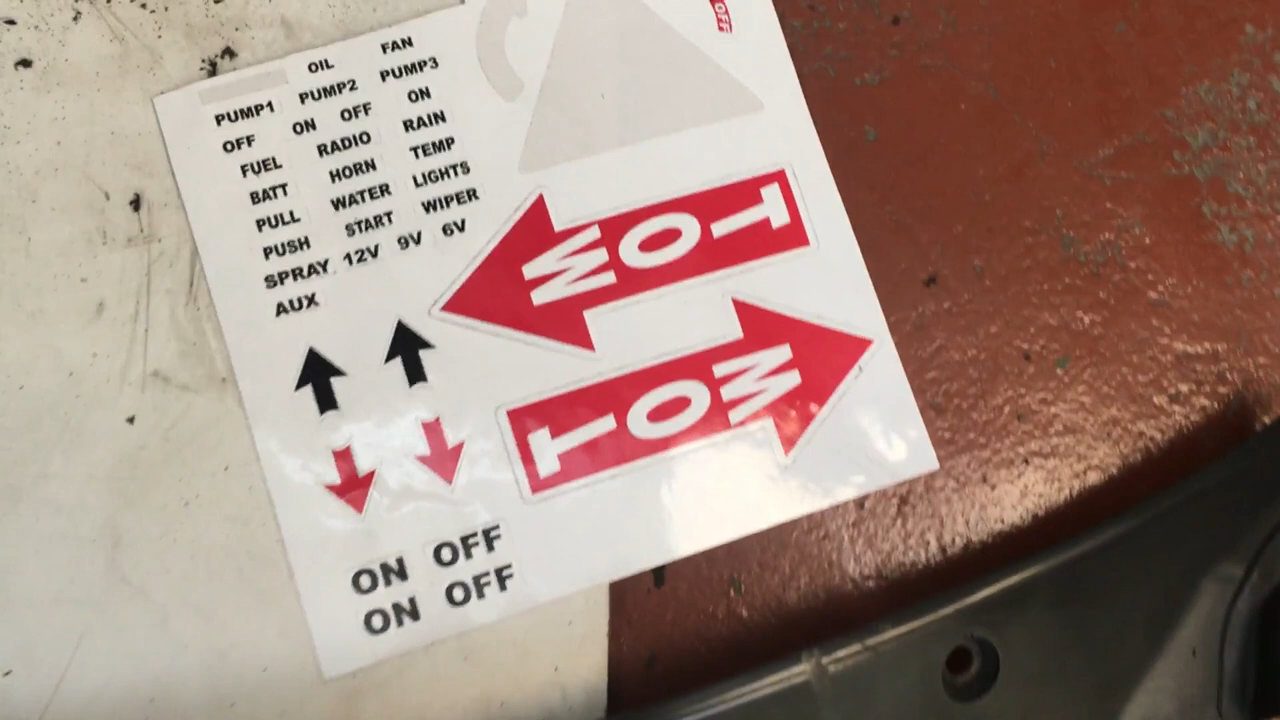 OIL FAN
PUMP1 PUMP2 PUMP3
OFF ON OFF ON
FUEL RADIO RAIN
BATT HORN TEMP
PULL WATER LIGHTS
PUSH START WIPER
SPRAY 12V 9V 6V
AUX
OFF
TOW
TOW
ON OFF
ON OFF